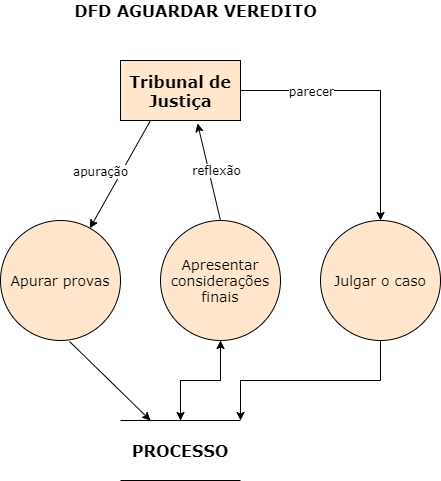 DFD AGUARDAR VEREDITO
Tribunal de
Justiça
parecer
apuração
reflexão
Apurar provas
Apresentar
considerações
finais
Julgar o caso
PROCESSO